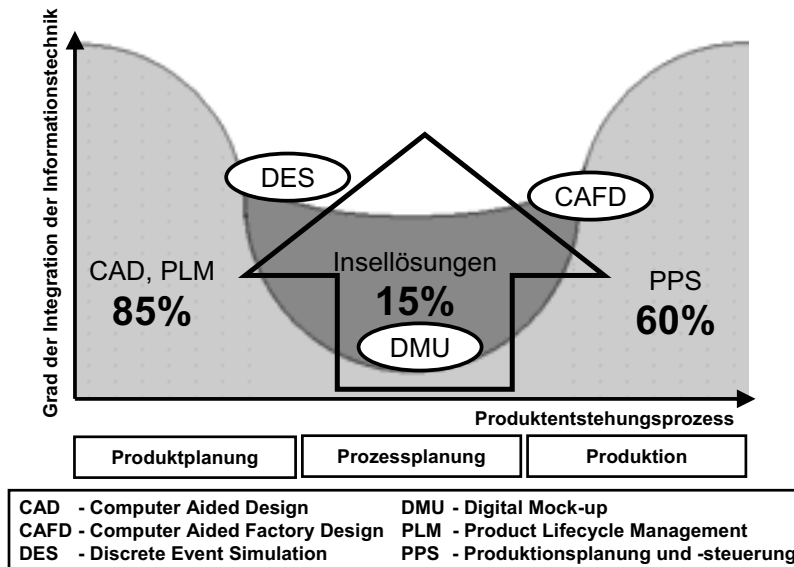 Grad der Integration der Informationstechnik
DES
CAFD
CAD, PLM
85%
Insellösungen
15%
DMU
PPS
60%
Produktentstehungsprozess
Produktplanung
Prozessplanung
Produktion
CAD - Computer Aided Design
CAFD - Computer Aided Factory Design
DES - Discrete Event Simulation
DMU - Digital Mock-up
PLM - Product Lifecycle Management
PPS - Produktionsplanung und -steuerung